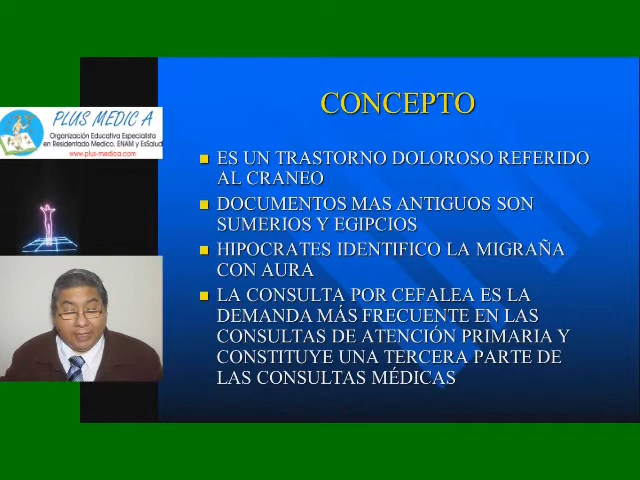 PLUS MEDIC A
Organización Educativa Especialista
en Residentado Medico, ENAM y EsSalud
www.plus-medica.com
CONCEPTO
ES UN TRASTORNO DOLOROSO REFERIDO
AL CRANEO
DOCUMENTOS MAS ANTIGUOS SON
SUMERIOS Y EGIPCIOS
HIPOCRATES IDENTIFICO LA MIGRAÑA
CON AURA
LA CONSULTA POR CEFALEA ES LA
DEMANDA MÁS FRECUENTE EN LAS
CONSULTAS DE ATENCIÓN PRIMARIA Y
CONSTITUYE UNA TERCERA PARTE DE
LAS CONSULTAS MÉDICAS